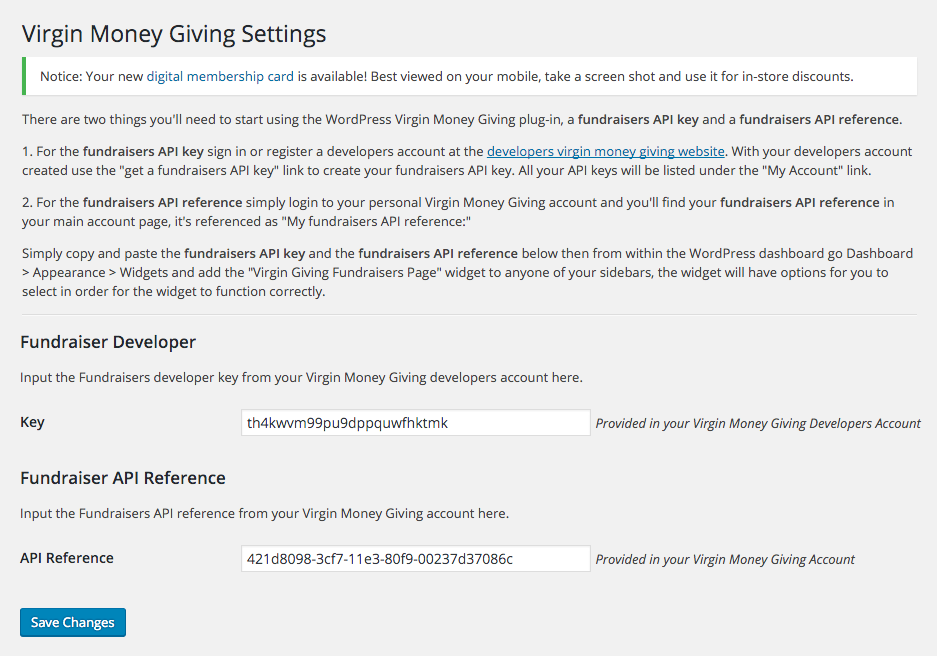 Virgin Money Giving Settings
Notice: Your new digital membership card is available! Best viewed on your mobile, take a screen shot and use it for in-store discounts.
There are two things you'll need to start using the WordPress Virgin Money Giving plug-in, a fundraisers API key and a fundraisers API reference.
1. For the fundraisers API key sign in or register a developers account at the developers virgin money giving website. With your developers account
created use the "get a fundraisers API key" link to create your fundraisers API key. All your API keys will be listed under the "My Account" link.
2. For the fundraisers API reference simply login to your personal Virgin Money Giving account and you'll find your fundraisers API reference in
your main account page, it's referenced as "My fundraisers API reference:"
Simply copy and paste the fundraisers API key and the fundraisers API reference below then from within the WordPress dashboard go Dashboard
> Appearance > Widgets and add the "Virgin Giving Fundraisers Page" widget to anyone of your sidebars, the widget will have options for you to
select in order for the widget to function correctly.
Fundraiser Developer
Input the Fundraisers developer key from your Virgin Money Giving developers account here.
Key th4kwvm99pu9dppquwfhktmk Provided in your Virgin Money Giving Developers Account
Fundraiser API Reference
Input the Fundraisers API reference from your Virgin Money Giving account here.
API Reference 421d8098-3cf7-11e3-80f9-00237d37086c Provided in your Virgin Money Giving Account
Save Changes